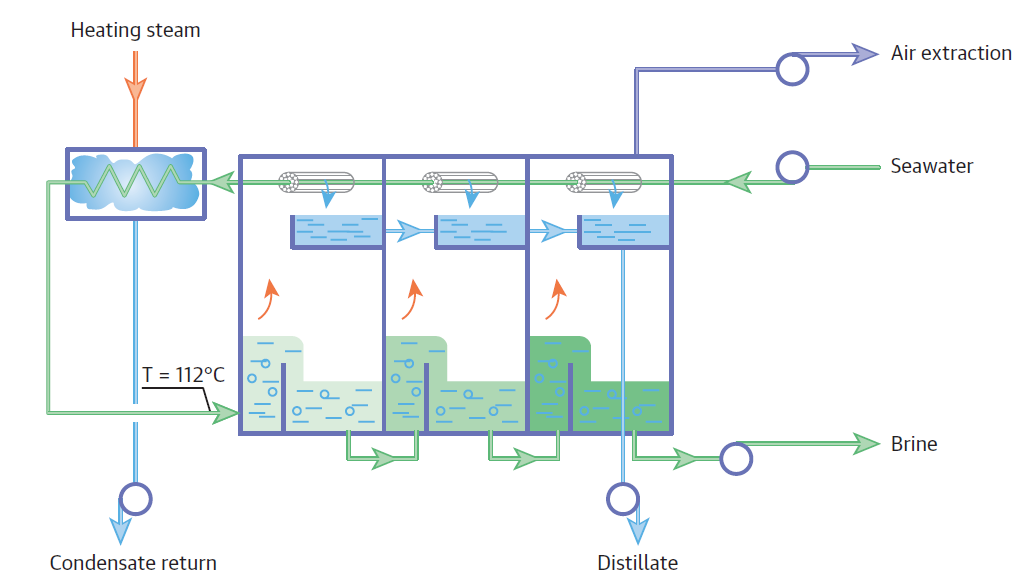 Heating steam
Air extraction
Seawater
T = 112°C
Brine
Condensate return
Distillate